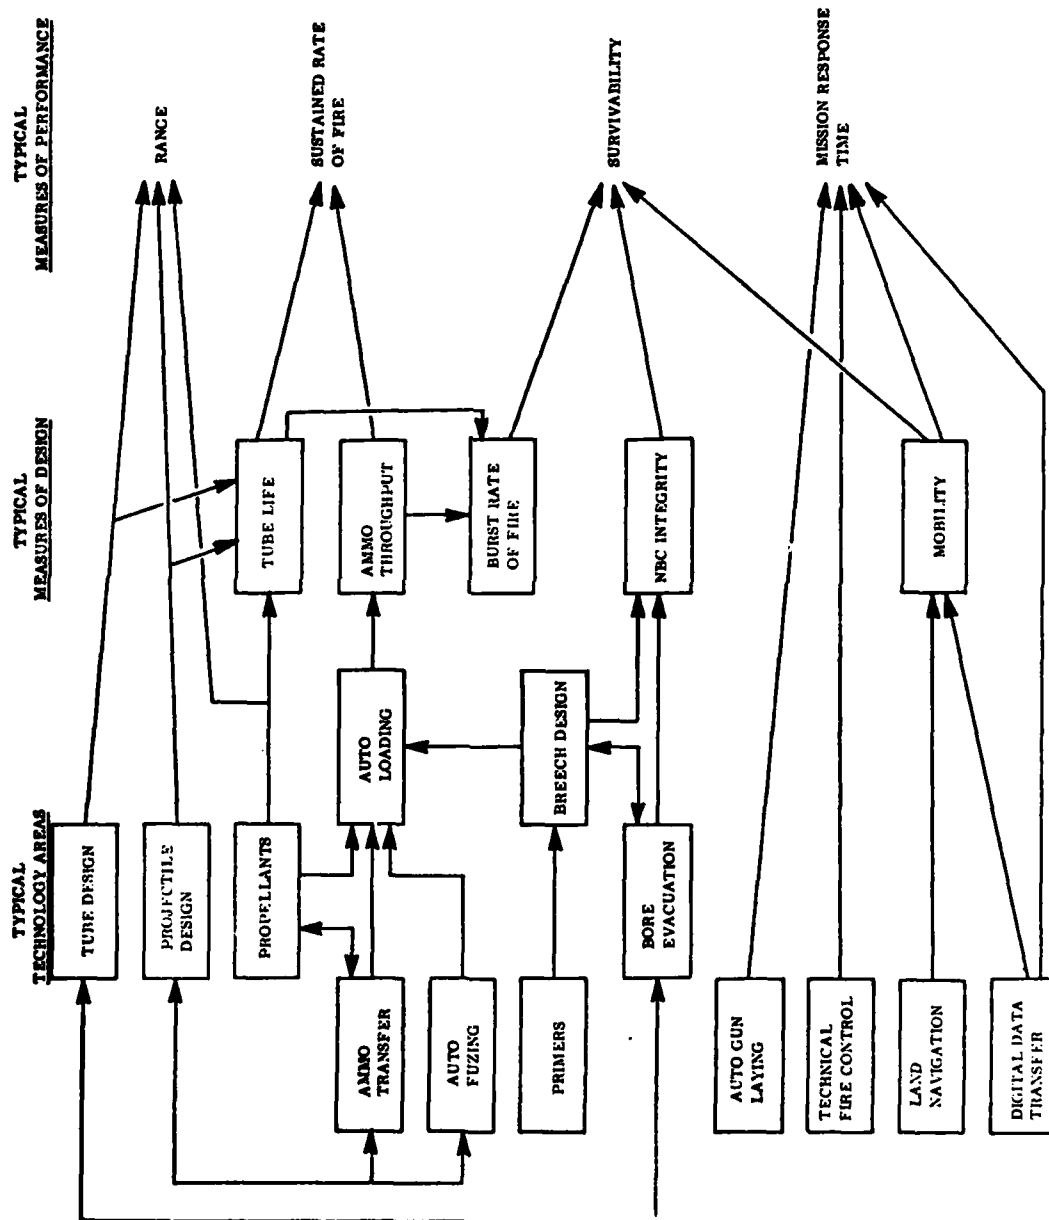 TYPICAL
TECHNOLOGY AREAS
TYPICAL
MEASURES OF DESIGN
TYPICAL
MEASURES OF PERFORMANCE
TUBE DESIGN
PROJECTILE
DESIGN
PROPELLANTS
AMMO
TRANSFER
AUTO
FUZING
PRIMERS
BORE
EVACUATION
AUTO GUN
LAYING
TECHNICAL
FIRE CONTROL
LAND
NAVIGATION
DIGITAL DATA
TRANSFER
AUTO
LOADING
BREECH DESIGN
TUBE LIFE
AMMO
THROUGHPUT
BURST RATE
OF FIRE
NBC INTEGRITY
MOBILITY
RANGE
SUSTAINED RATE
OF FIRE
SURVIVABILITY
MISSION RESPONSE
TIME